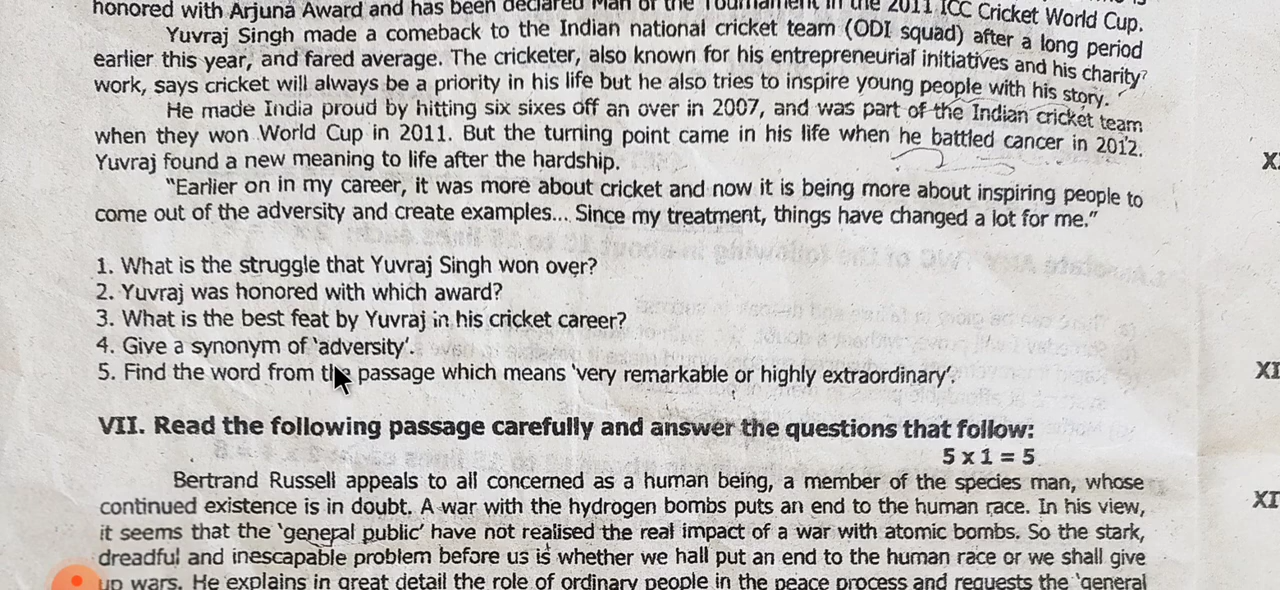 honored with Arjuna Award and has been declared Man of the Tournament in the 2011 ICC Cricket World Cup.
Yuvraj Singh made a comeback to the Indian national cricket team (ODI squad) after a long period
earlier this year, and fared average. The cricketer, also known for his entrepreneurial initiatives and his charity
work, says cricket will always be a priority in his life but he also tries to inspire young people with his story.
He made India proud by hitting six sixes off an over in 2007, and was part of the Indian cricket team
when they won World Cup in 2011. But the turning point came in his life when he battled cancer in 2012.
Yuvraj found a new meaning to life after the hardship.
"Earlier on in my career, it was more about cricket and now it is being more about inspiring people to
come out of the adversity and create examples... Since my treatment, things have changed a lot for me."
1. What is the struggle that Yuvraj Singh won over?
2. Yuvraj was honored with which award?
3. What is the best feat by Yuvraj in his cricket career?
4. Give a synonym of 'adversity'.
5. Find the word from the passage which means 'very remarkable or highly extraordinary'.
VII. Read the following passage carefully and answer the questions that follow:
5 x 1 = 5
Bertrand Russell appeals to all concerned as a human being, a member of the species man, whose
continued existence is in doubt. A war with the hydrogen bombs puts an end to the human race. In his view,
it seems that the 'general public' have not realised the real impact of a war with atomic bombs. So the stark,
dreadful and inescapable problem before us is whether we hall put an end to the human race or we shall give
up wars. He explains in great detail the role of ordinary people in the peace process and requests the 'general